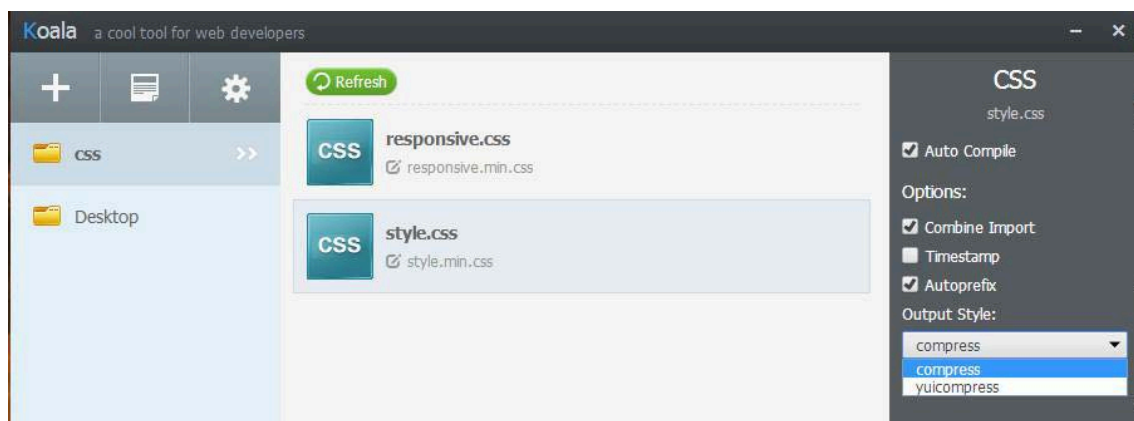 Koala a cool tool for web developers
css
Desktop
Refresh
CSS
responsive.css
responsive.min.css
CSS
style.css
style.min.css
CSS
style.css
Auto Compile
Options:
Combine Import
Timestamp
Autoprefix
Output Style:
compress
compress
yuicompress